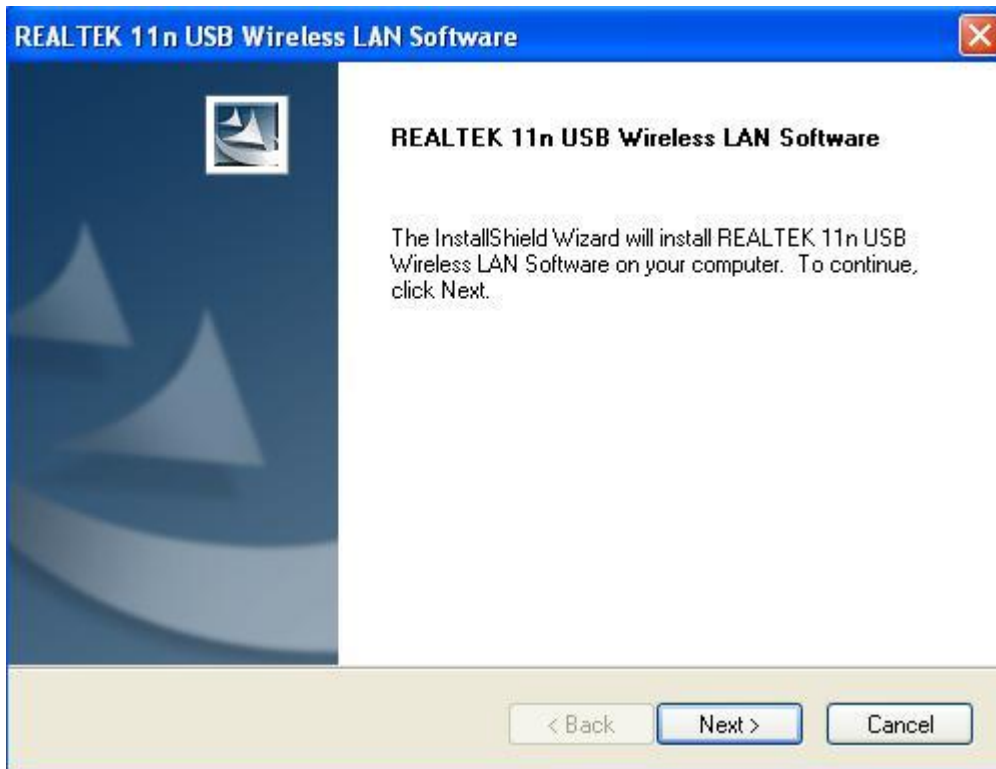 REALTEK 11n USB Wireless LAN Software
REALTEK 11n USB Wireless LAN Software
The InstallShield Wizard will install REALTEK 11n USB
Wireless LAN Software on your computer.  To continue,
click Next.
< Back
Next >
Cancel